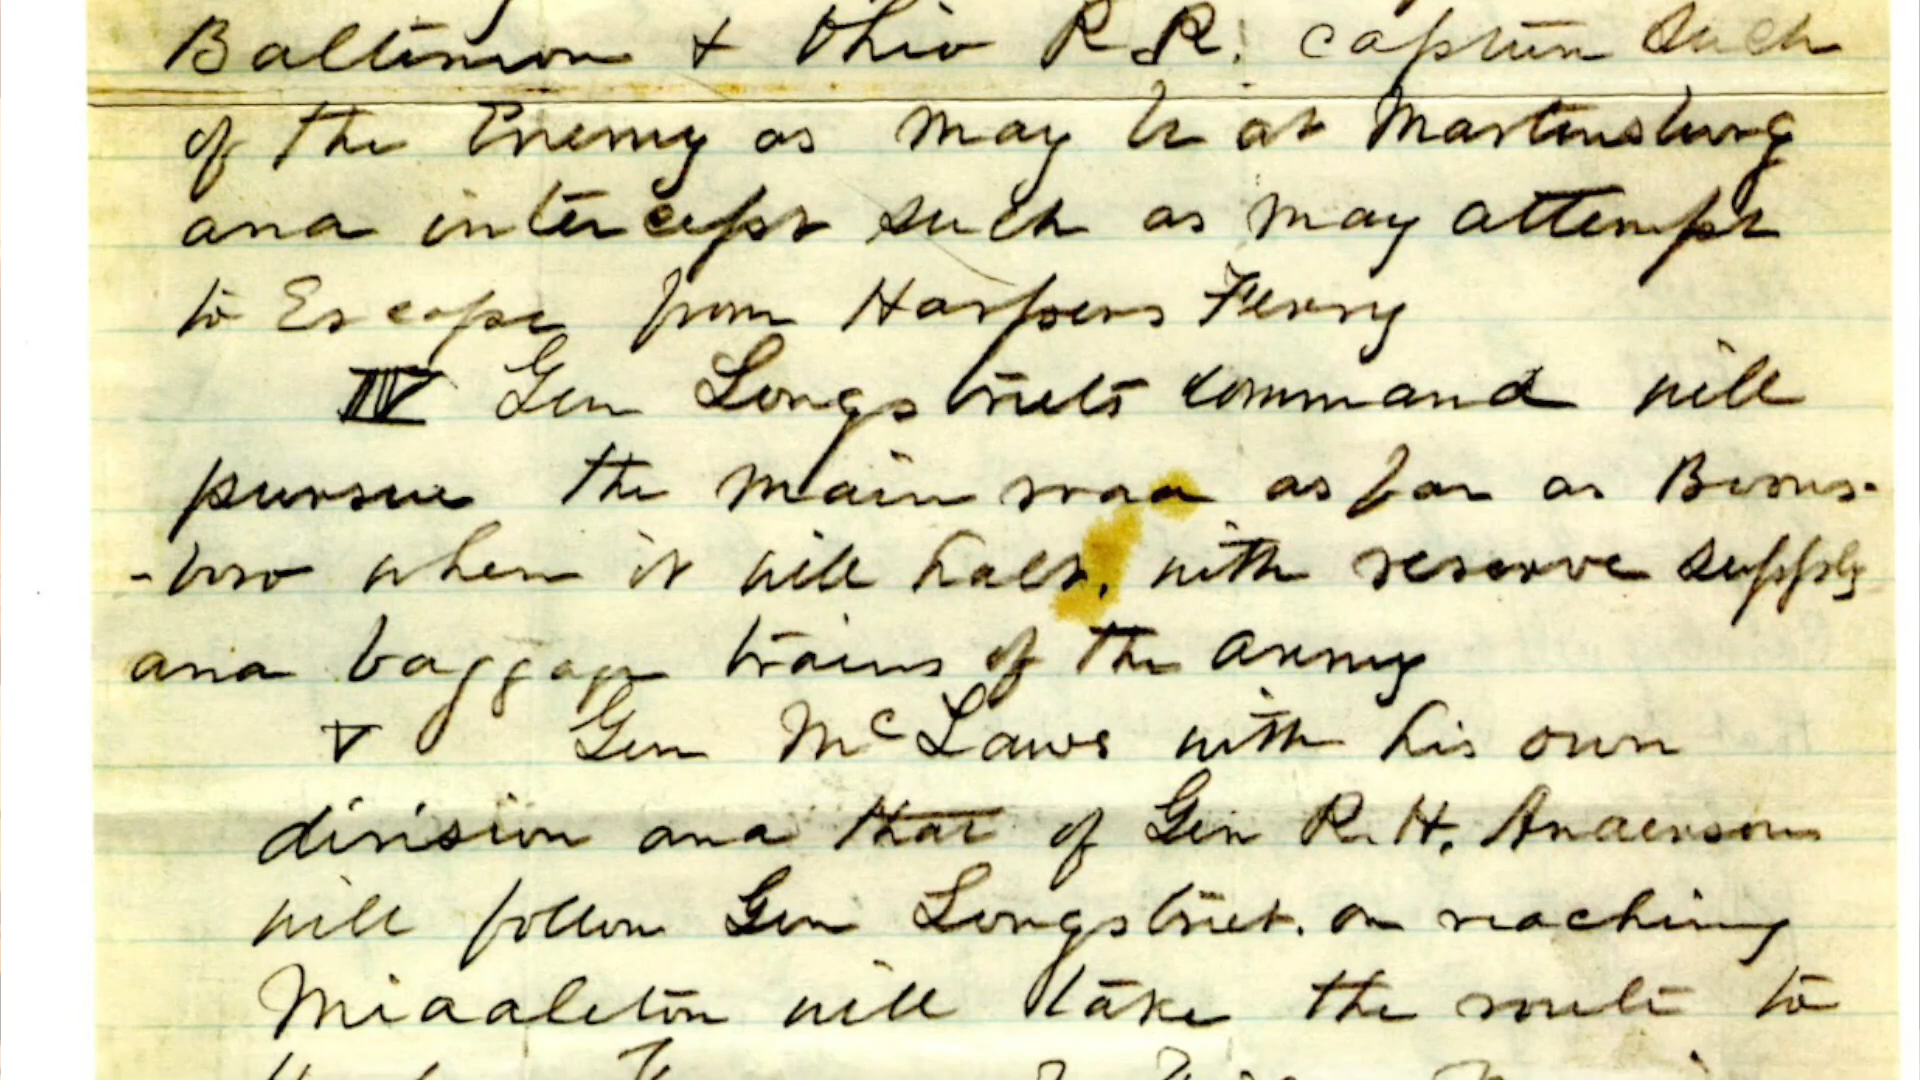 Baltimore + Ohio R.R. capture such
of the Enemy as may be at Martinsburg
and intercept such as may attempt
to Escape from Harpers Ferry
IV Gen Longstreets command will
pursue the main road as far as Boons-
-boro where it will halt, with reserve supply
and baggage trains of the army
V Gen McLaws with his own
division and that of Gen R. H. Anderson
will follow Gen Longstreet. on reaching
Middleton will take the route to